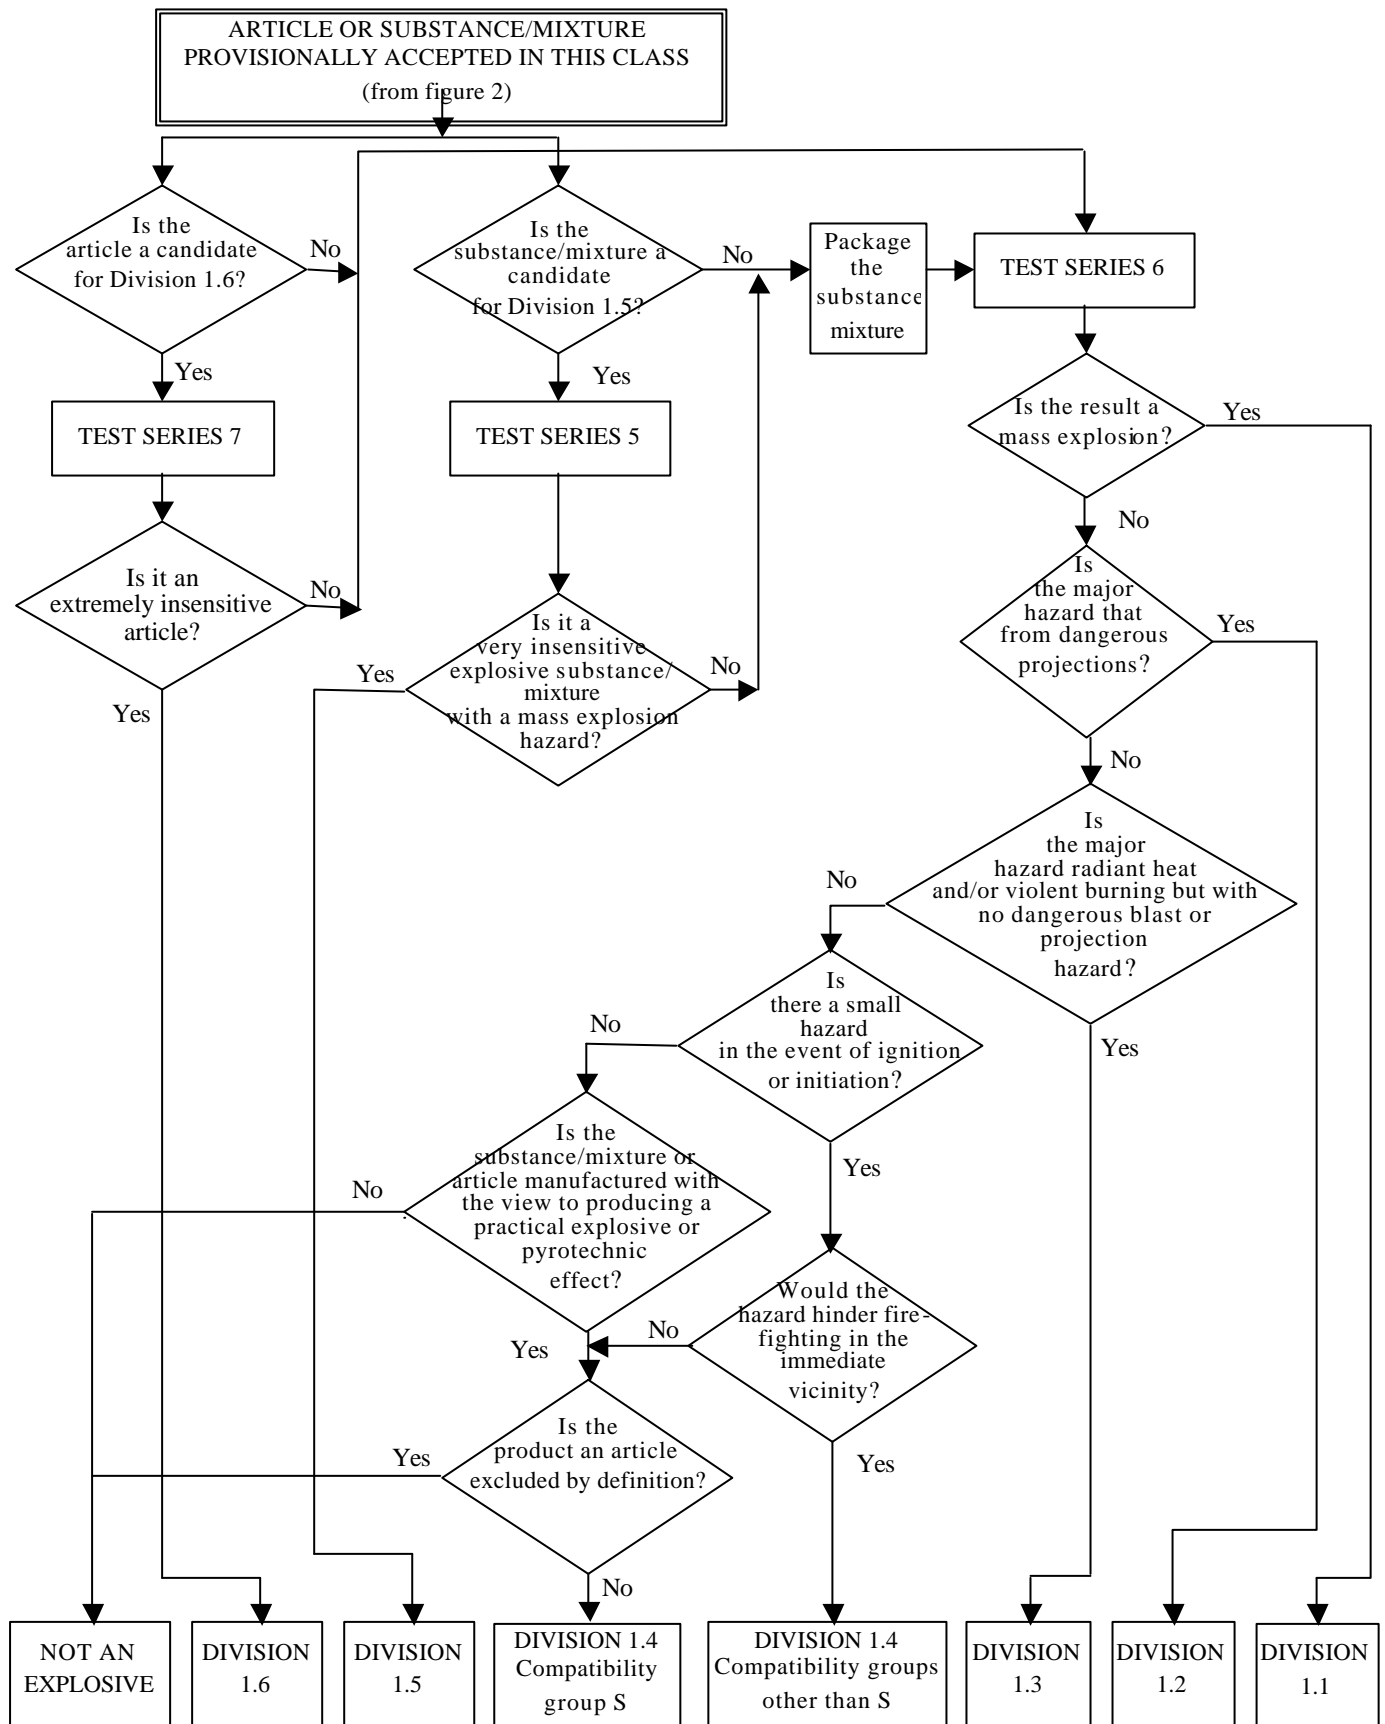 ARTICLE OR SUBSTANCE/MIXTURE
PROVISIONALLY ACCEPTED IN THIS CLASS
(from figure 2)
Is the
article a candidate
for Division 1.6?
No
Is the
substance/mixture a
candidate
for Division 1.5?
No
Package
the
substance
mixture
TEST SERIES 6
Yes
Yes
TEST SERIES 7
TEST SERIES 5
Is the result a
mass explosion?
Yes
No
Is it an
extremely insensitive
article?
No
Is
the major
hazard that
from dangerous
projections?
Yes
Is it a
very insensitive
explosive substance/
mixture
with a mass explosion
hazard?
Yes
No
Yes
No
Is
the major
hazard radiant heat
and/or violent burning but with
no dangerous blast or
projection
hazard?
No
Yes
Is
there a small
hazard
in the event of ignition
or initiation?
No
Yes
Is the
substance/mixture or
article manufactured with
the view to producing a
practical explosive or
pyrotechnic
effect?
No
Yes
Would the
hazard hinder fire-
fighting in the
immediate
vicinity?
No
Yes
Is the
product an article
excluded by definition?
Yes
No
NOT AN
EXPLOSIVE
DIVISION
1.6
DIVISION
1.5
DIVISION 1.4
Compatibility
group S
DIVISION 1.4
Compatibility groups
other than S
DIVISION
1.3
DIVISION
1.2
DIVISION
1.1